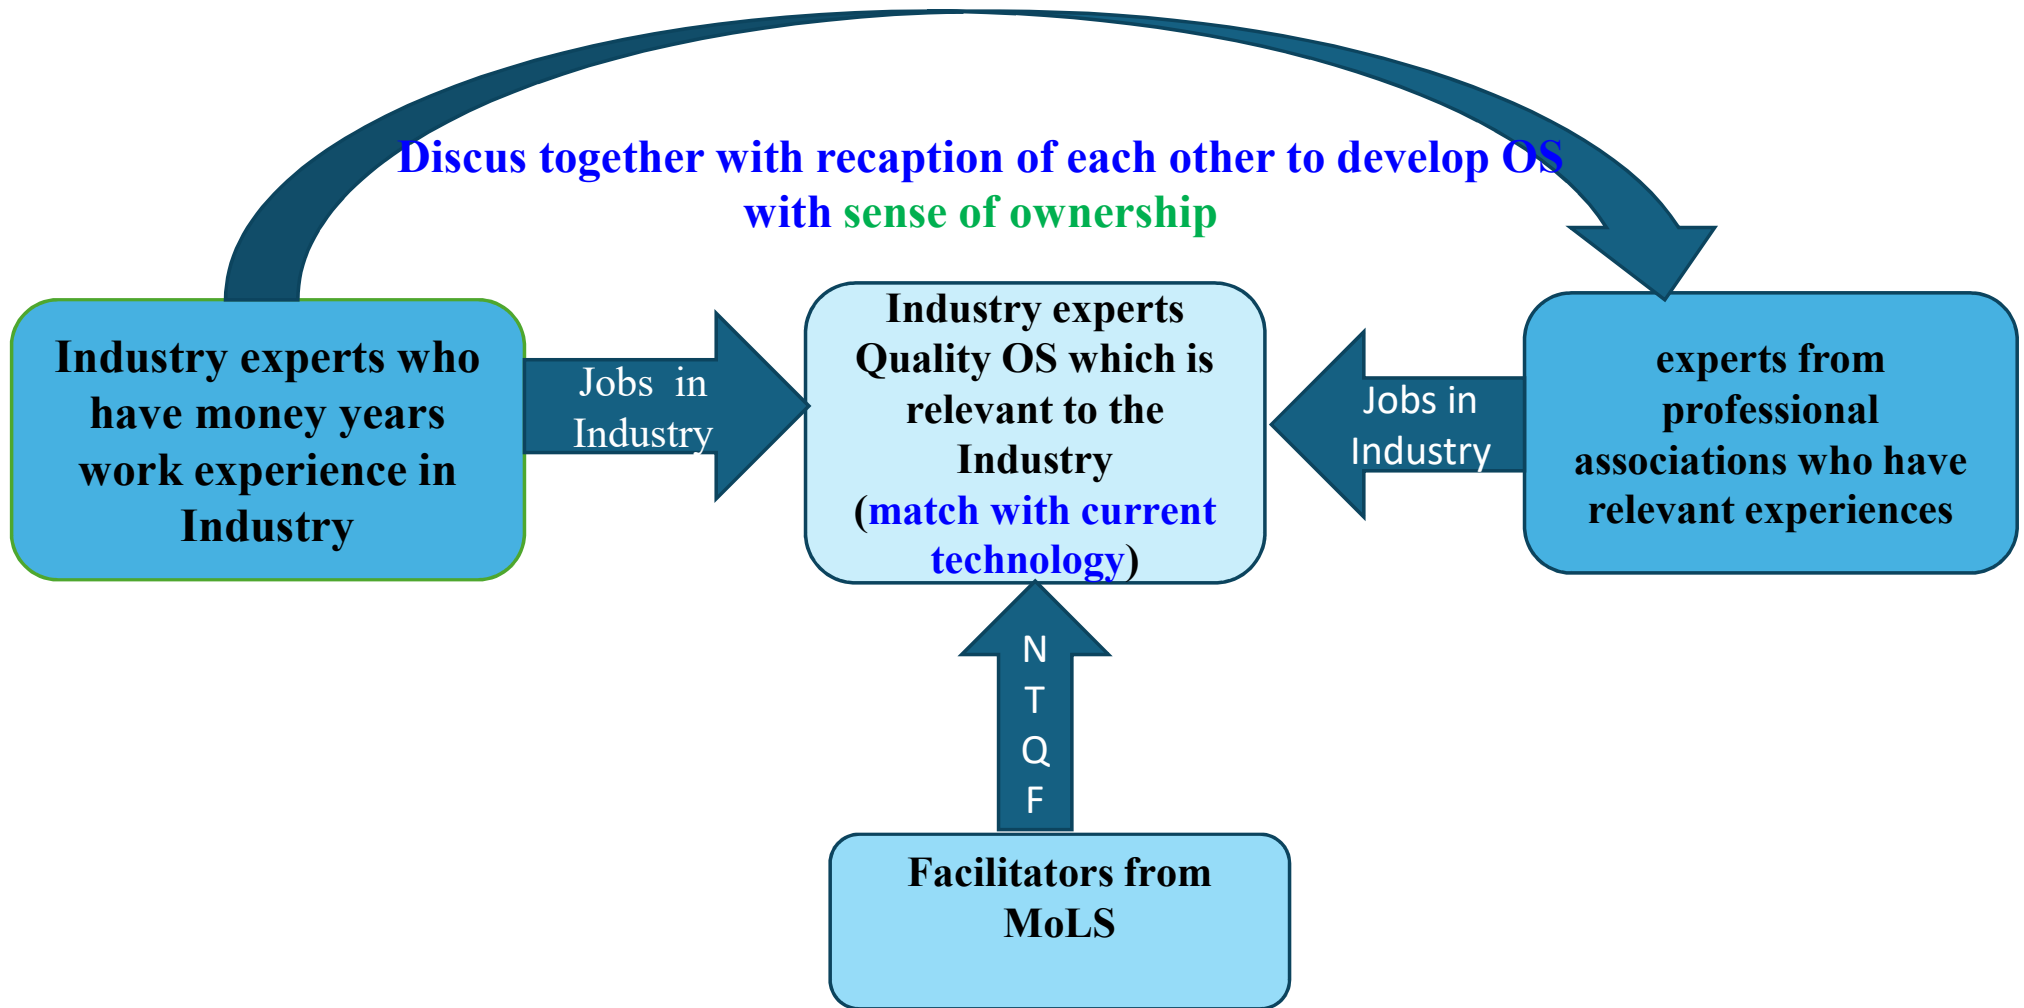 Discus together with recaption of each other to develop OS
with sense of ownership
Industry experts who
have money years
work experience in
Industry
Jobs in
Industry
Industry experts
Quality OS which is
relevant to the
Industry
(match with current
technology)
Jobs in
Industry
experts from
professional
associations who have
relevant experiences
N
T
Q
F
Facilitators from
MoLS